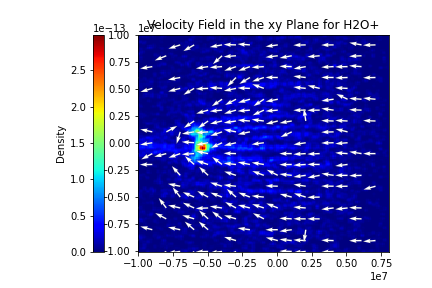 Velocity Field in the xy Plane for H2O+
1e−13
1e7
1.00
0.75
0.50
0.25
0.00
−0.25
−0.50
−0.75
−1.00
2.5
2.0
1.5
1.0
0.5
0.0
Density
−1.00 −0.75 −0.50 −0.25 0.00 0.25 0.50 0.75
1e7